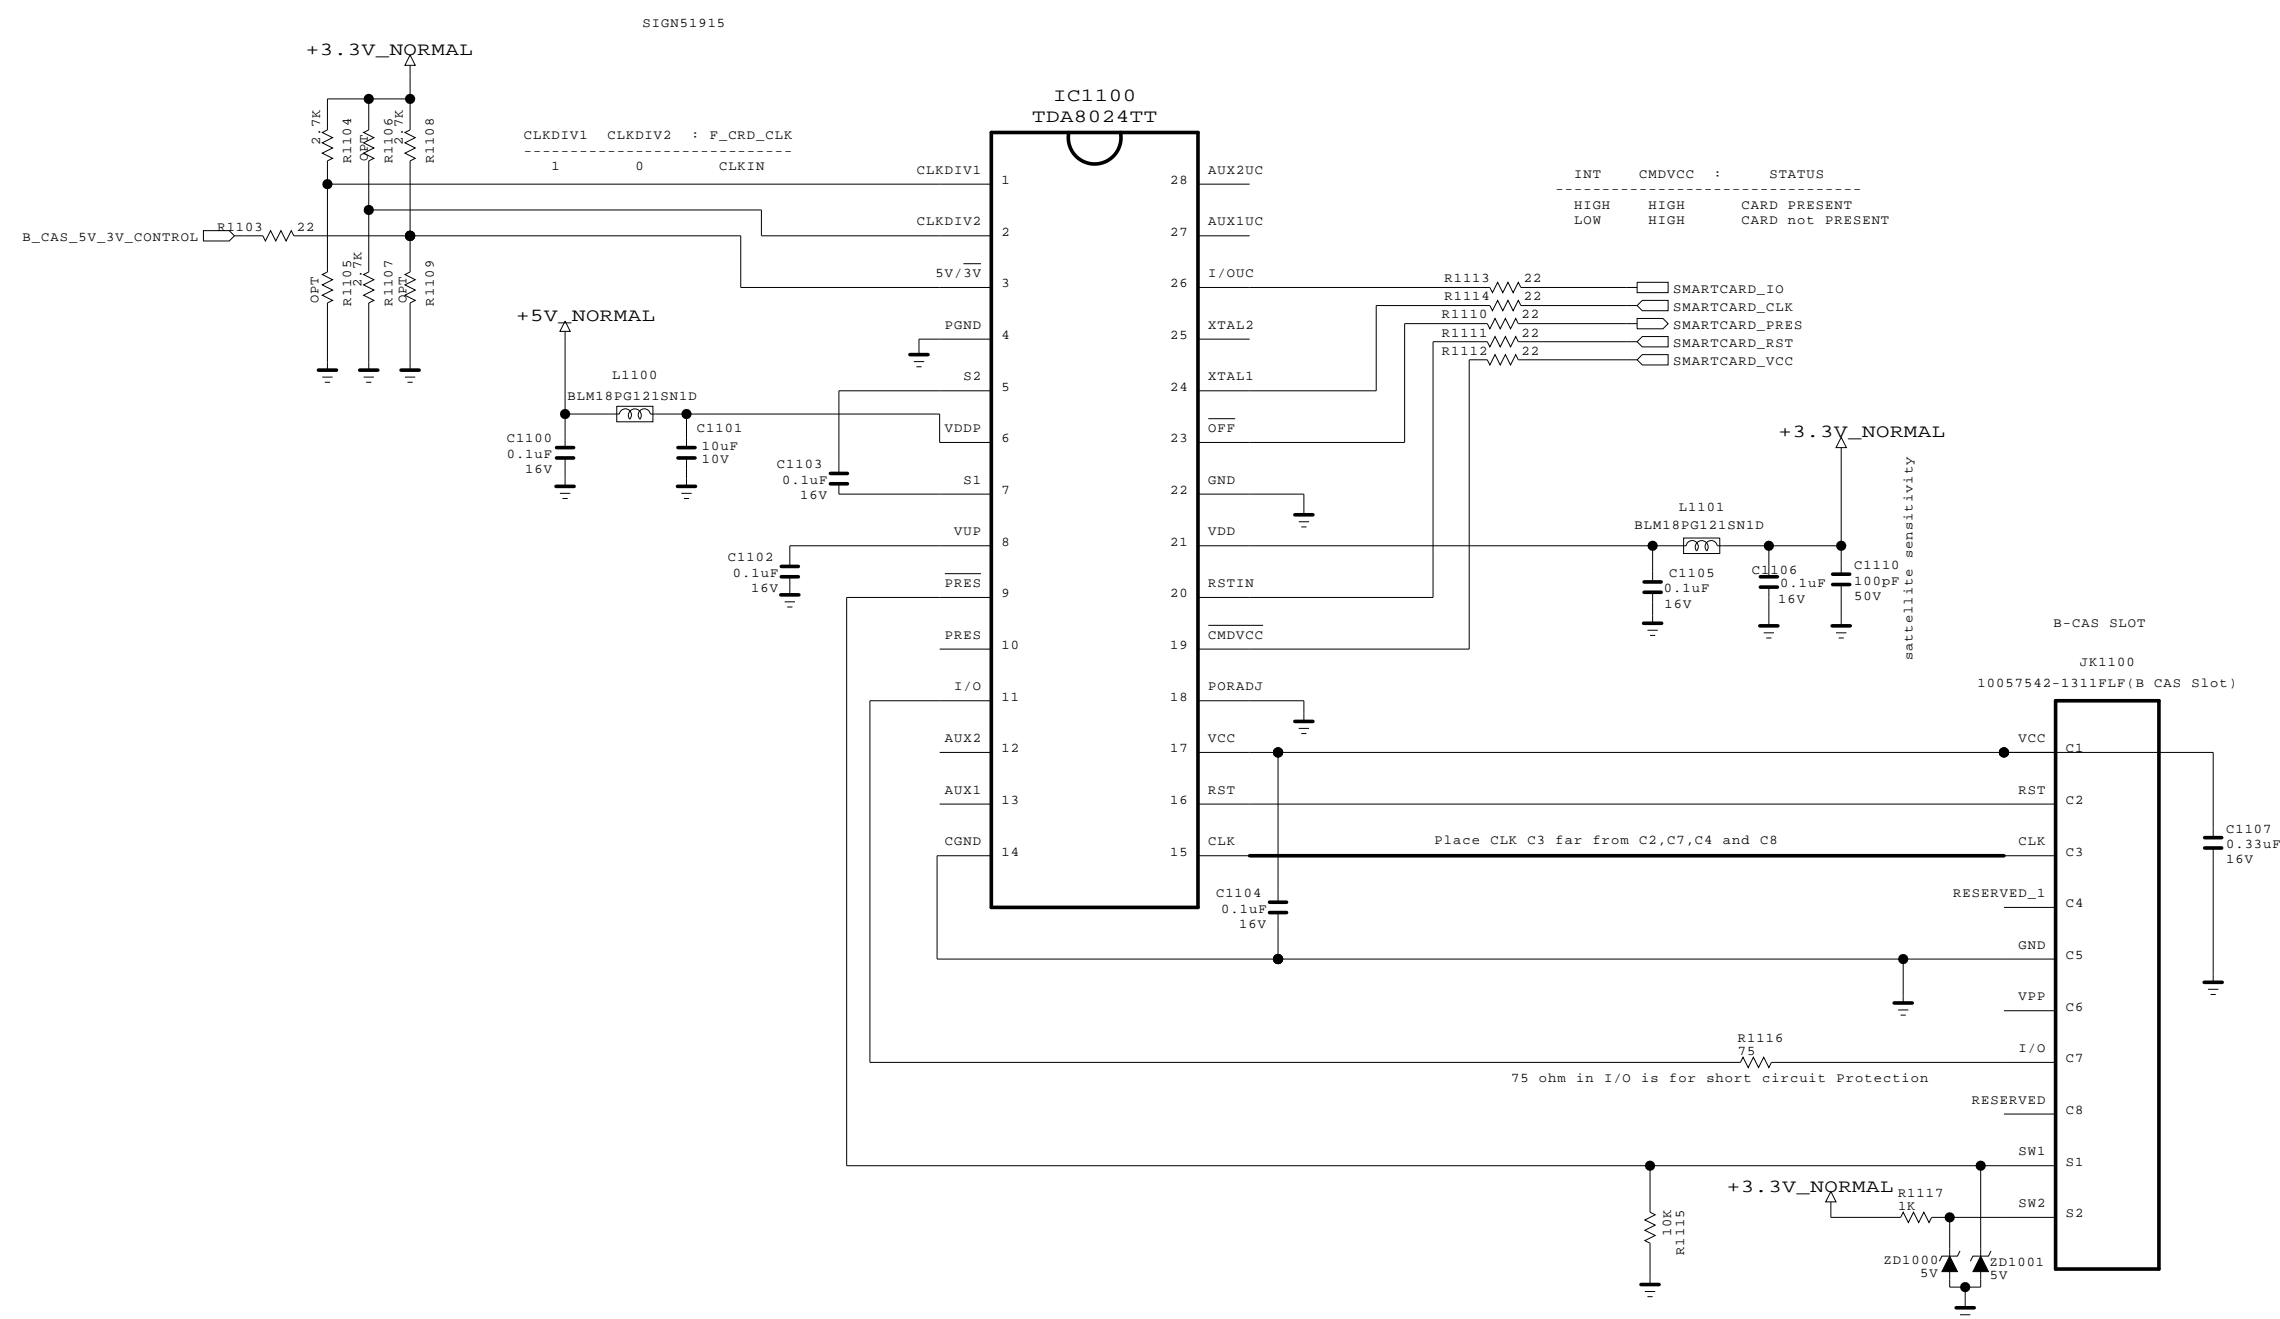 SIGN51915
+3.3V_NORMAL
2.7K
R1104
OPT
R1106
2.7K
R1108
CLKDIV1 CLKDIV2 : F_CRD_CLK
---------------------------
1 0 CLKIN
B_CAS_5V_3V_CONTROL
R1103 22
OPT
R1105
2.7K
R1107
OPT
R1109
+5V_NORMAL
L1100
BLM18PG121SN1D
C1100
0.1uF
16V
C1101
10uF
10V
C1103
0.1uF
16V
C1102
0.1uF
16V
IC1100
TDA8024TT
CLKDIV1 1
CLKDIV2 2
5V/3V 3
PGND 4
S2 5
VDDP 6
S1 7
VUP 8
PRES 9
PRES 10
I/O 11
AUX2 12
AUX1 13
CGND 14
28 AUX2UC
27 AUX1UC
26 I/OUC
25 XTAL2
24 XTAL1
23 OFF
22 GND
21 VDD
20 RSTIN
19 CMDVCC
18 PORADJ
17 VCC
16 RST
15 CLK
INT CMDVCC : STATUS
-------------------------------
HIGH HIGH CARD PRESENT
LOW HIGH CARD not PRESENT
R1113 22 SMARTCARD_IO
R1114 22 SMARTCARD_CLK
R1110 22 SMARTCARD_PRES
R1111 22 SMARTCARD_RST
R1112 22 SMARTCARD_VCC
+3.3V_NORMAL
L1101
BLM18PG121SN1D
C1105
0.1uF
16V
C1106
0.1uF
16V
C1110
100pF
50V
sattellite sensitivity
B-CAS SLOT
JK1100
10057542-1311FLF(B CAS Slot)
VCC C1
RST C2
CLK C3
RESERVED_1 C4
GND C5
VPP C6
I/O C7
RESERVED C8
SW1 S1
SW2 S2
Place CLK C3 far from C2,C7,C4 and C8
C1104
0.1uF
16V
C1107
0.33uF
16V
R1116
75
75 ohm in I/O is for short circuit Protection
+3.3V_NORMAL
R1117
1K
10K
R1115
ZD1000
5V
ZD1001
5V